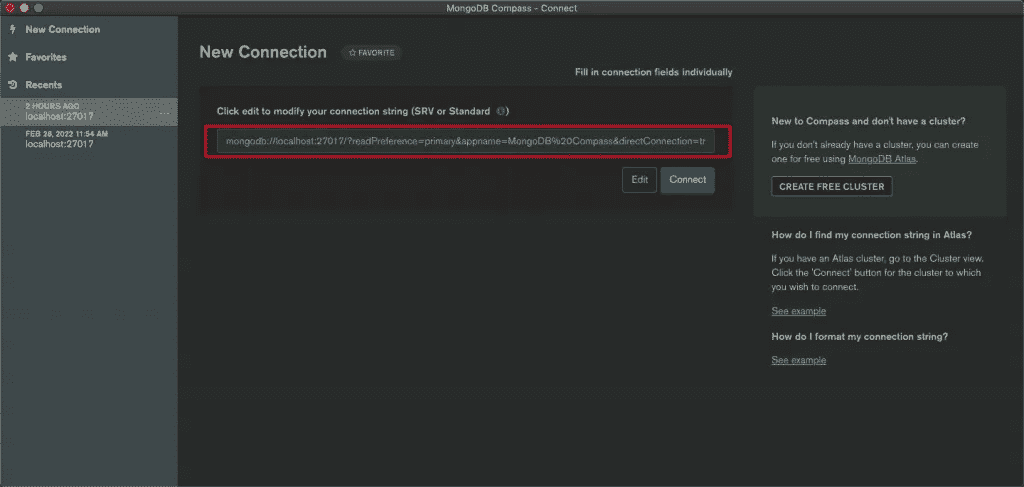 MongoDB Compass - Connect
New Connection
Favorites
Recents
2 HOURS AGO
localhost:27017
...
FEB 28, 2022 11:54 AM
localhost:27017
New Connection
FAVORITE
Fill in connection fields individually
Click edit to modify your connection string (SRV or Standard )
mongodb://localhost:27017/?readPreference=primary&appname=MongoDB%20Compass&directConnection=tr
Edit
Connect
New to Compass and don't have a cluster?
If you don't already have a cluster, you can create
one for free using MongoDB Atlas.
CREATE FREE CLUSTER
How do I find my connection string in Atlas?
If you have an Atlas cluster, go to the Cluster view.
Click the 'Connect' button for the cluster to which
you wish to connect.
See example
How do I format my connection string?
See example